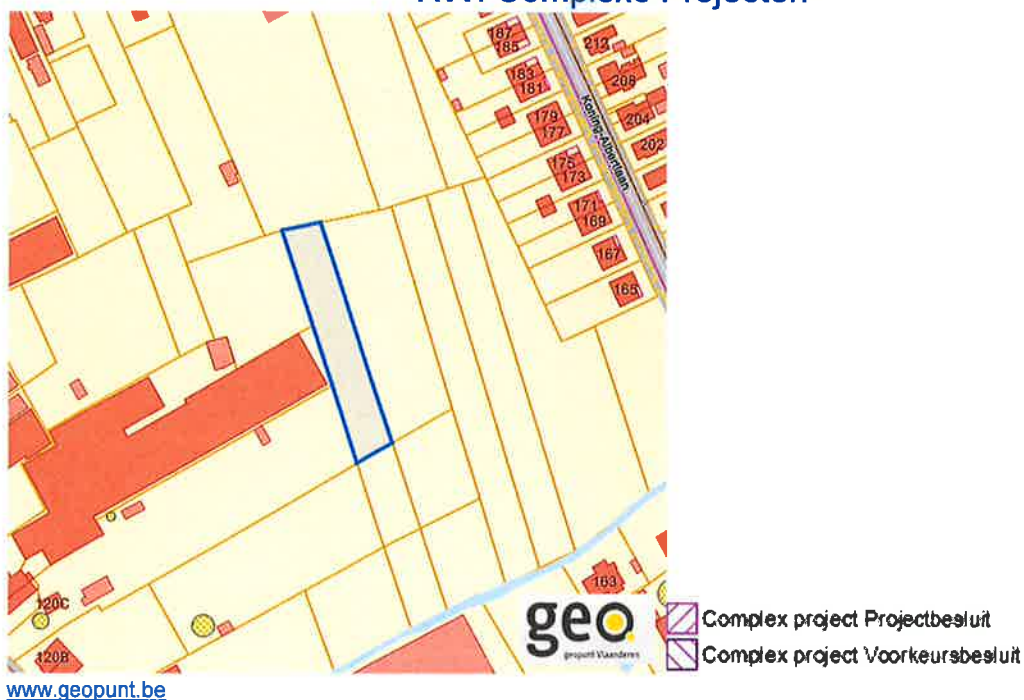 187
185
183
181
179
177
175
173
171
169
167
165
213
208
204
202
Koning-Albertlaan
163
120C
120B
geo
geopunt Vlaanderen
Complex project Projectbesluit
Complex project Voorkeursbesluit
www.geopunt.be